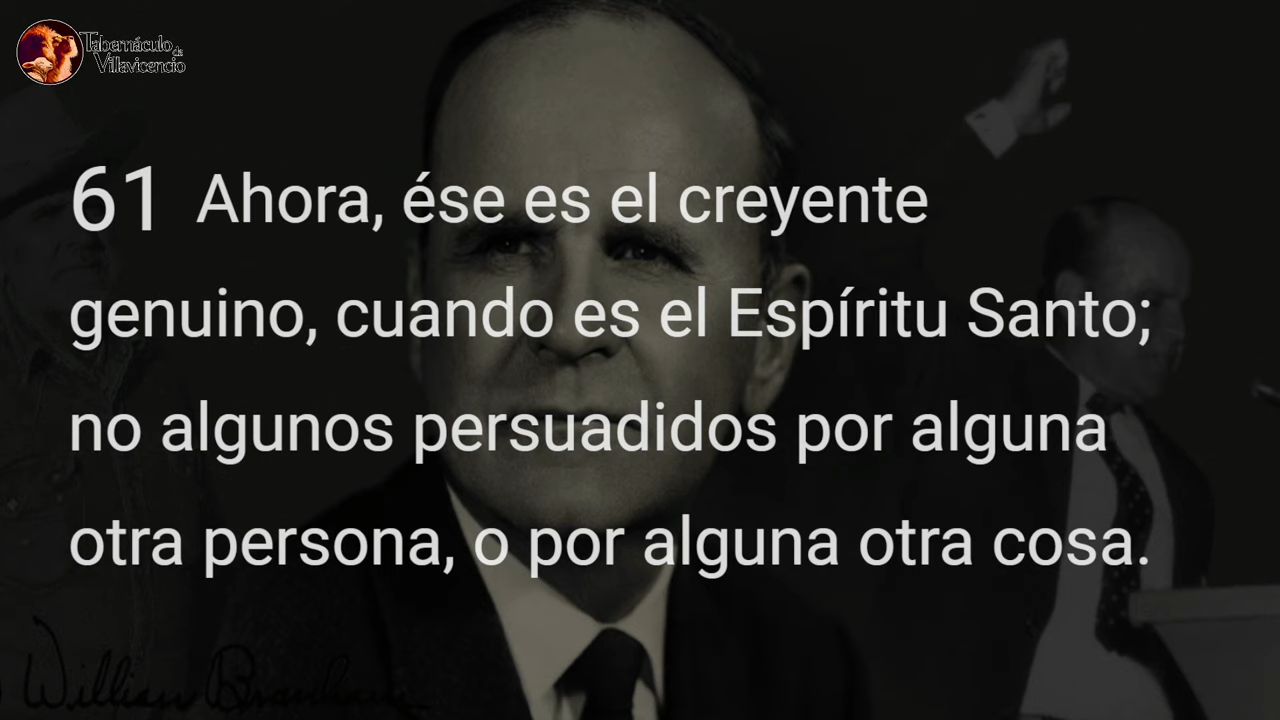 Tabernáculo de
Villavicencio
61 Ahora, ése es el creyente
genuino, cuando es el Espíritu Santo;
no algunos persuadidos por alguna
otra persona, o por alguna otra cosa.
William Branham